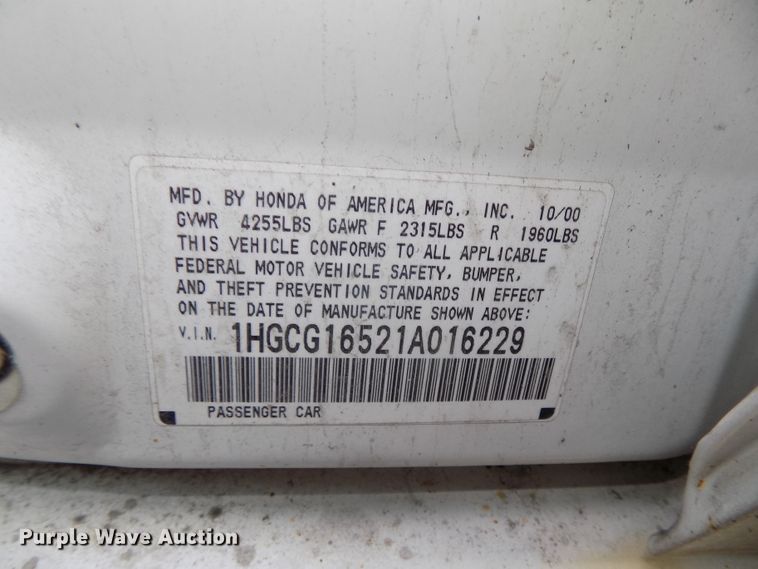 MFD. BY HONDA OF AMERICA MFG., INC. 10/00
GVWR 4255LBS GAWR F 2315LBS R 1960LBS
THIS VEHICLE CONFORMS TO ALL APPLICABLE
FEDERAL MOTOR VEHICLE SAFETY, BUMPER,
AND THEFT PREVENTION STANDARDS IN EFFECT
ON THE DATE OF MANUFACTURE SHOWN ABOVE:
V.I.N. 1HGCG16521A016229
PASSENGER CAR
Purple Wave Auction